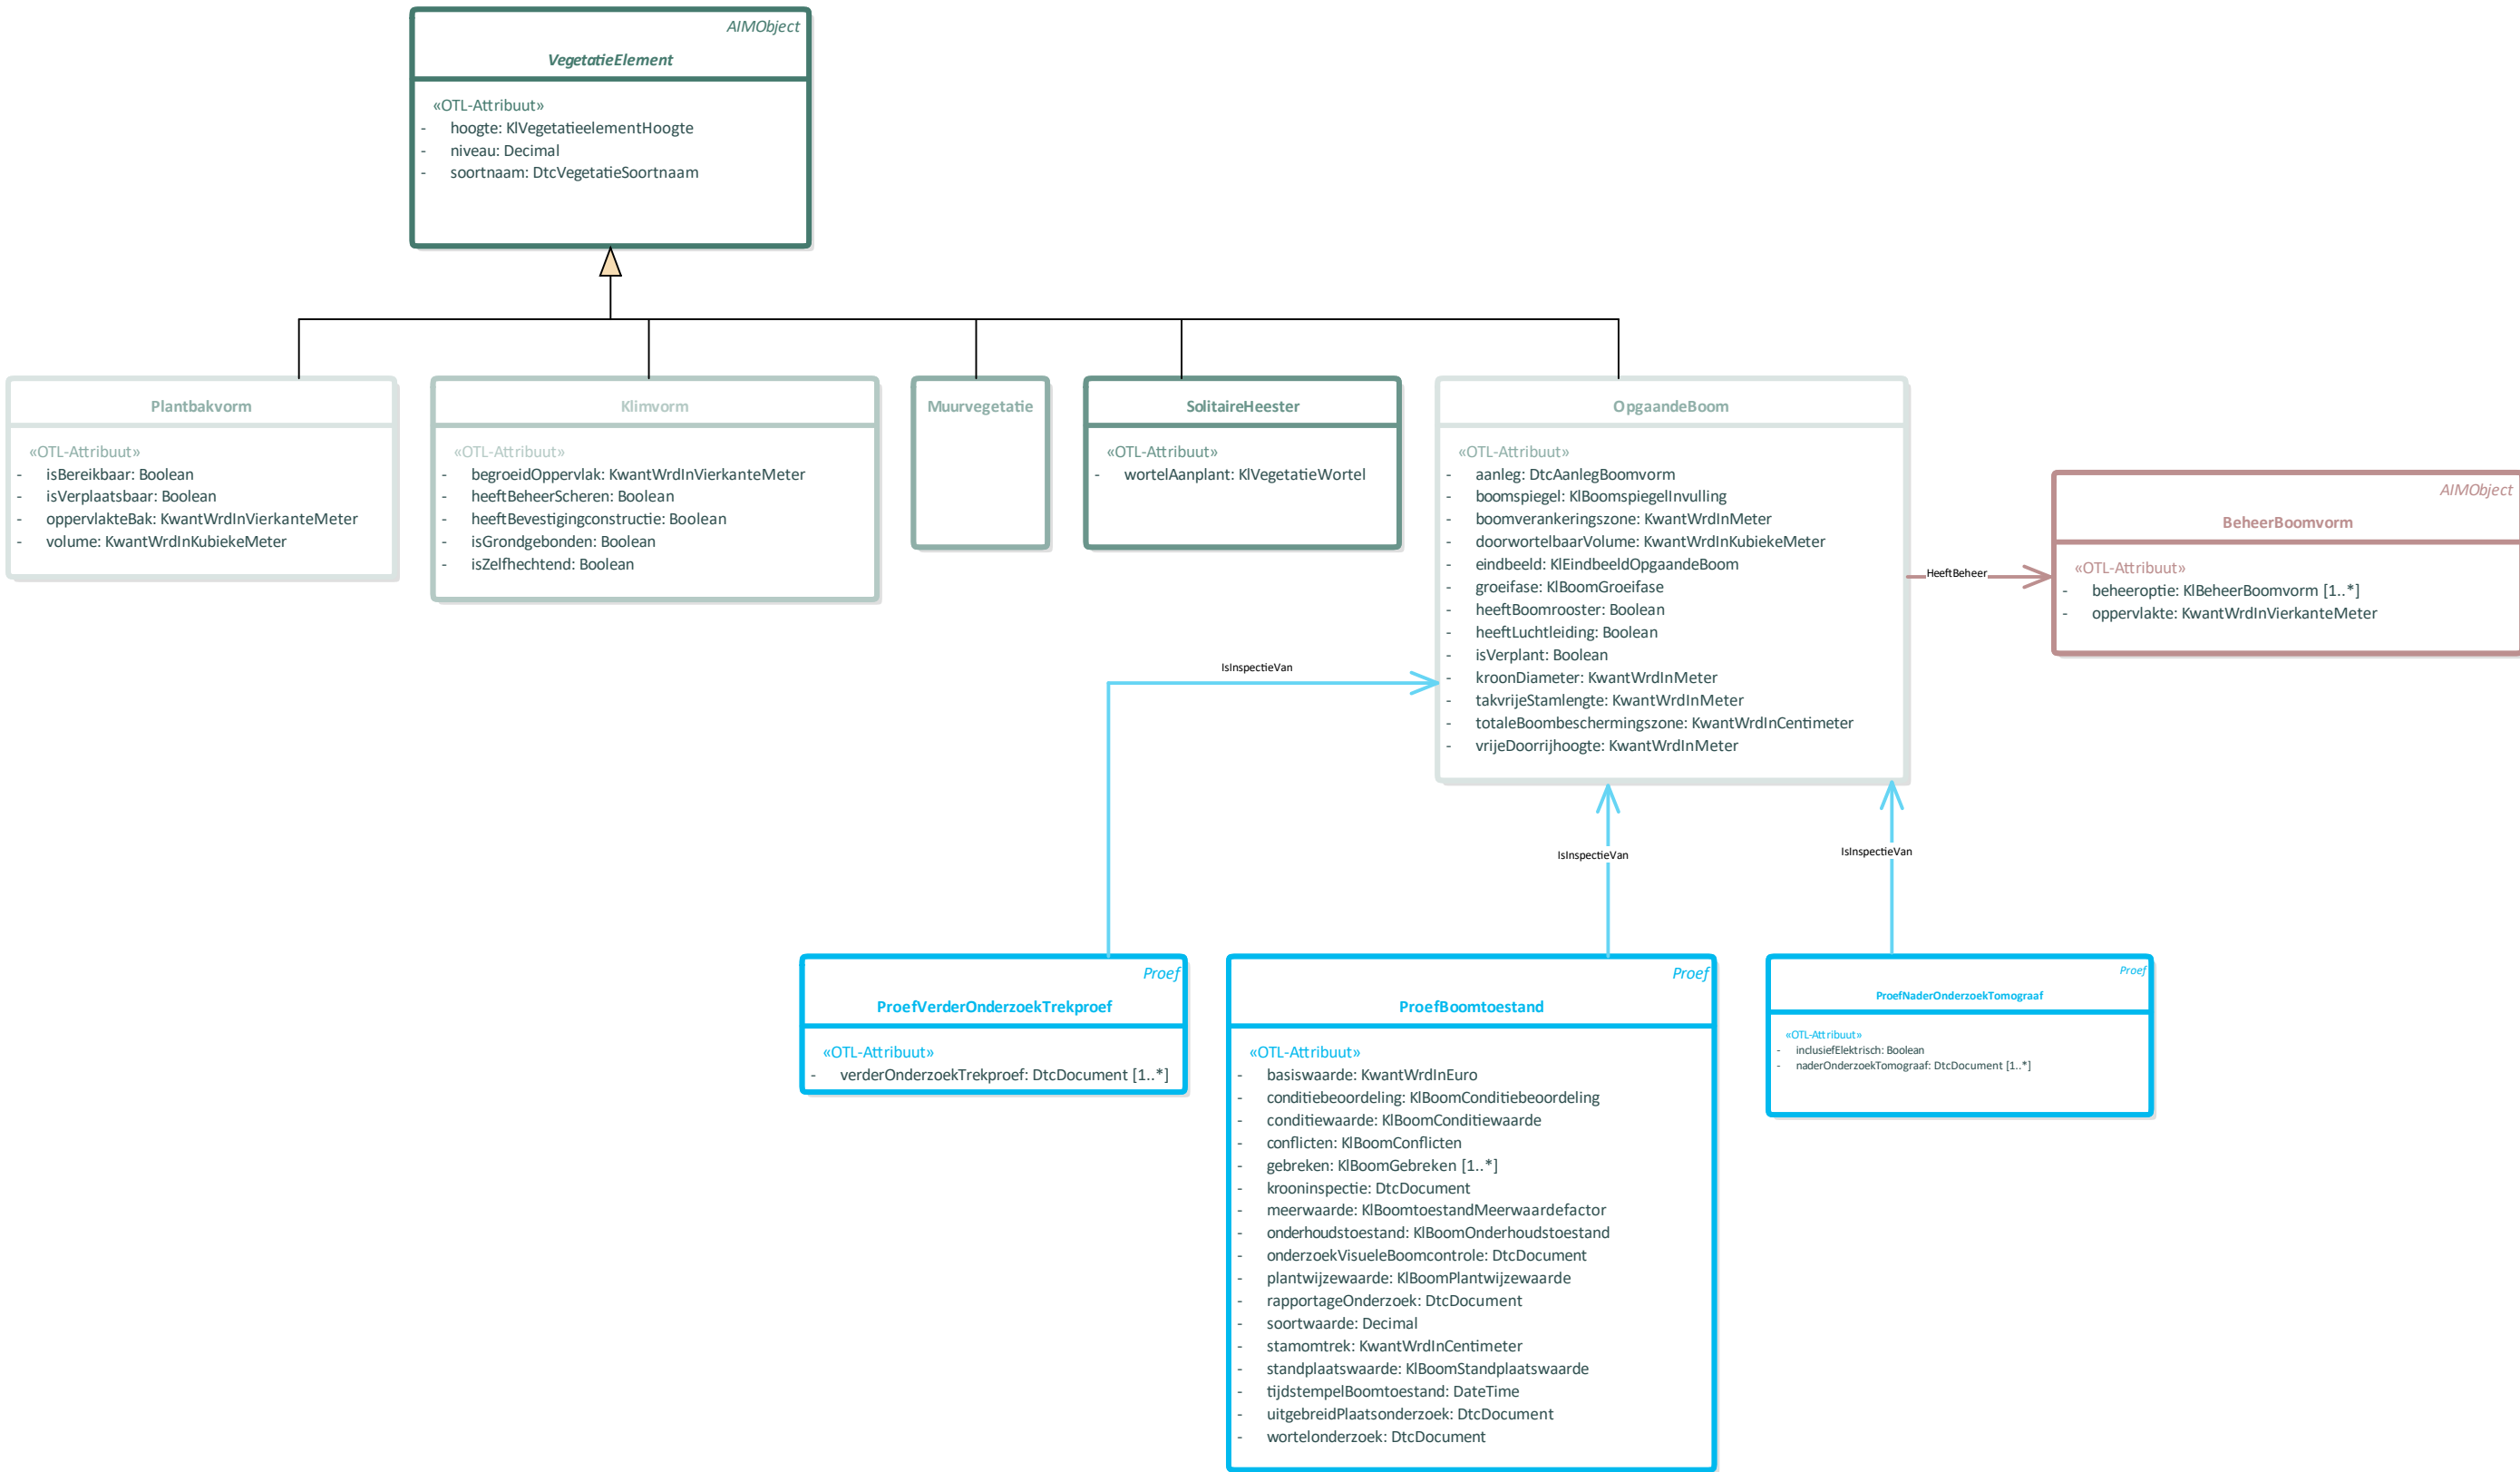 AIMObject
VegetatieElement
«OTL-Attribuut»
- hoogte: KlVegetatieelementHoogte
- niveau: Decimal
- soortnaam: DtcVegetatieSoortnaam
Plantbakvorm
«OTL-Attribuut»
- isBereikbaar: Boolean
- isVerplaatsbaar: Boolean
- oppervlakteBak: KwantWrdInVierkanteMeter
- volume: KwantWrdInKubiekeMeter
Klimvorm
«OTL-Attribuut»
- begroeidOppervlak: KwantWrdInVierkanteMeter
- heeftBeheerScheren: Boolean
- heeftBevestigingconstructie: Boolean
- isGrondgebonden: Boolean
- isZelfhechtend: Boolean
Muurvegetatie
SolitaireHeester
«OTL-Attribuut»
- wortelAanplant: KlVegetatieWortel
OpgaandeBoom
«OTL-Attribuut»
- aanleg: DtcAanlegBoomvorm
- boomspiegel: KlBoomspiegelInvulling
- boomverankeringszone: KwantWrdInMeter
- doorwortelbaarVolume: KwantWrdInKubiekeMeter
- eindbeeld: KlEindbeeldOpgaandeBoom
- groeifase: KlBoomGroeifase
- heeftBoomrooster: Boolean
- heeftLuchtleiding: Boolean
- isVerplant: Boolean
- kroonDiameter: KwantWrdInMeter
- takvrijeStamlengte: KwantWrdInMeter
- totaleBoombeschermingszone: KwantWrdInCentimeter
- vrijeDoorrijhoogte: KwantWrdInMeter
HeeftBeheer
AIMObject
BeheerBoomvorm
«OTL-Attribuut»
- beheeroptie: KlBeheerBoomvorm [1..*]
- oppervlakte: KwantWrdInVierkanteMeter
IsInspectieVan
IsInspectieVan
IsInspectieVan
Proef
ProefVerderOnderzoekTrekproef
«OTL-Attribuut»
- verderOnderzoekTrekproef: DtcDocument [1..*]
Proef
ProefBoomtoestand
«OTL-Attribuut»
- basiswaarde: KwantWrdInEuro
- conditiebeoordeling: KlBoomConditiebeoordeling
- conditiewaarde: KlBoomConditiewaarde
- conflicten: KlBoomConflicten
- gebreken: KlBoomGebreken [1..*]
- krooninspectie: DtcDocument
- meerwaarde: KlBoomtoestandMeerwaardefactor
- onderhoudstoestand: KlBoomOnderhoudstoestand
- onderzoekVisueleBoomcontrole: DtcDocument
- plantwijzewaarde: KlBoomPlantwijzewaarde
- rapportageOnderzoek: DtcDocument
- soortwaarde: Decimal
- stamomtrek: KwantWrdInCentimeter
- standplaatswaarde: KlBoomStandplaatswaarde
- tijdstempelBoomtoestand: DateTime
- uitgebreidPlaatsonderzoek: DtcDocument
- wortelonderzoek: DtcDocument
Proef
ProefNaderOnderzoekTomograaf
«OTL-Attribuut»
- inclusiefElektrisch: Boolean
- naderOnderzoekTomograaf: DtcDocument [1..*]